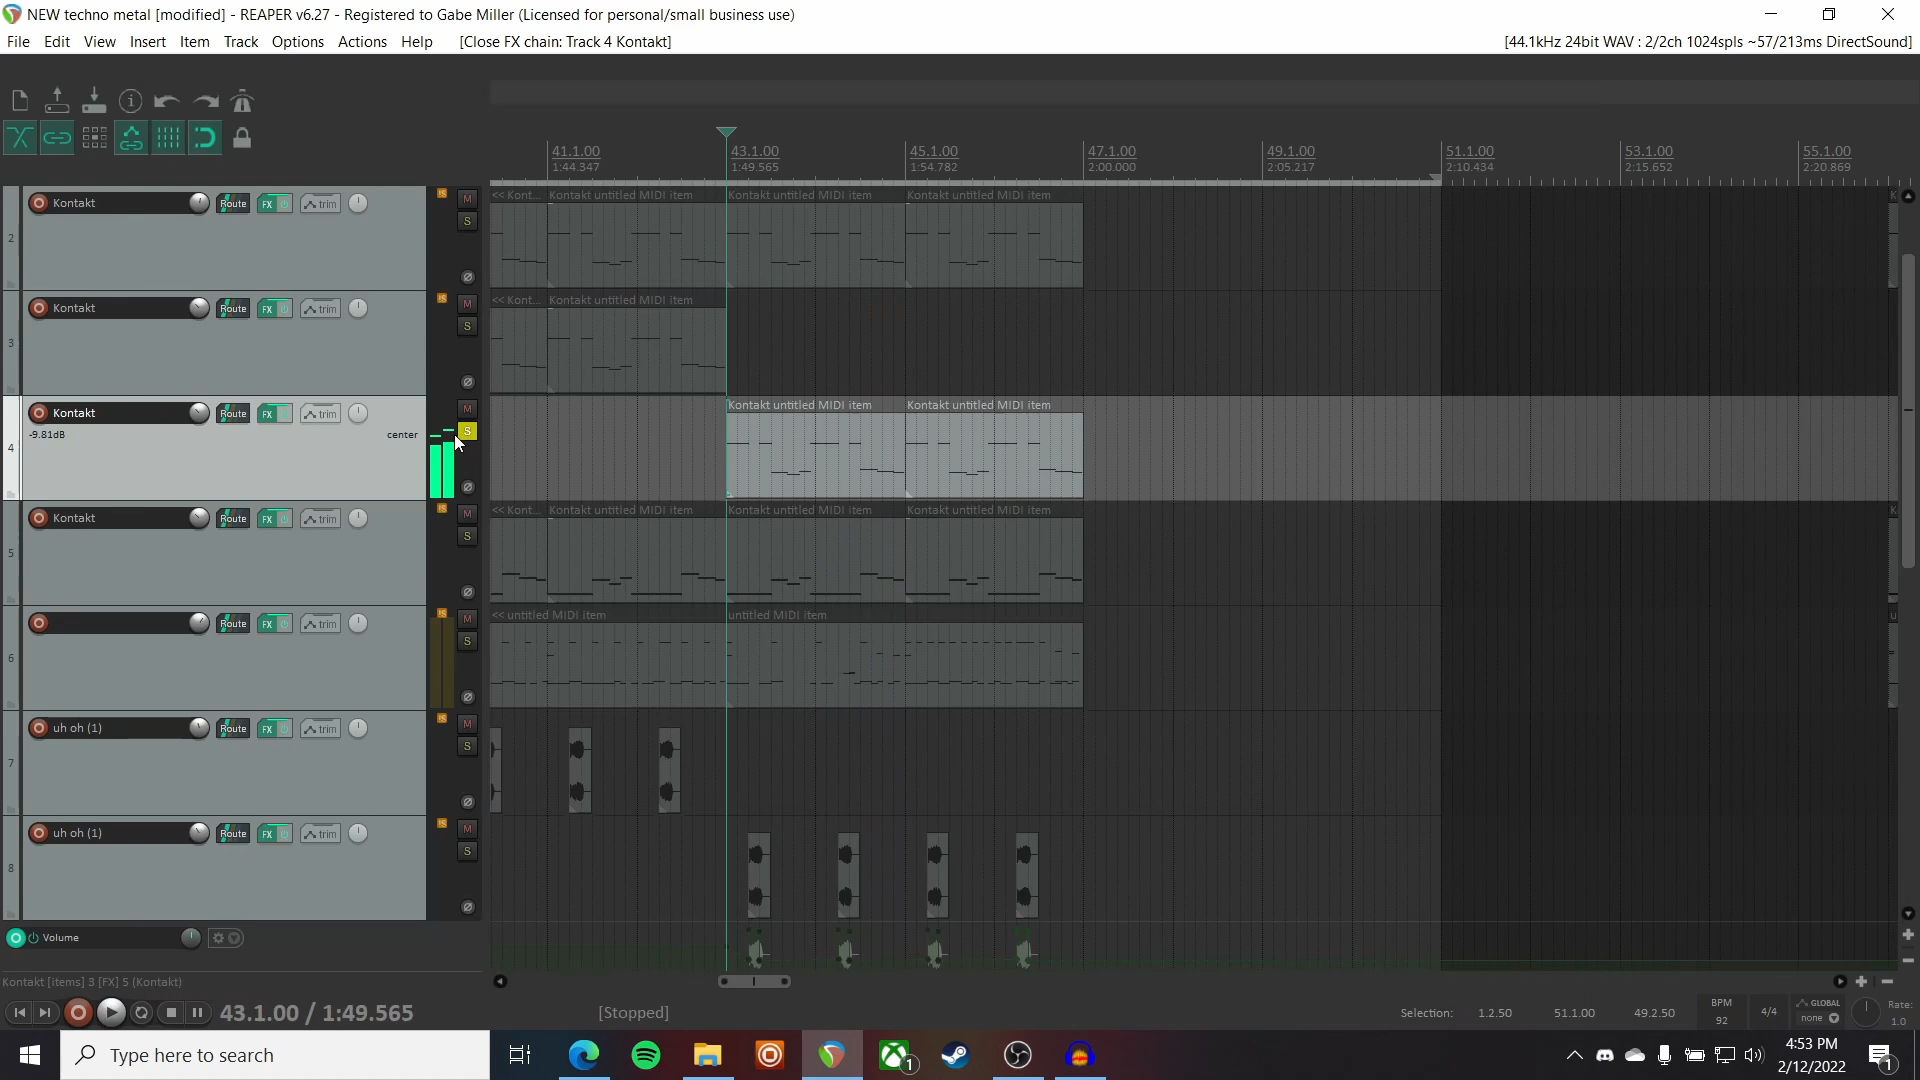 NEW techno metal [modified] - REAPER v6.27 - Registered to Gabe Miller (Licensed for personal/small business use)
File Edit View Insert Item Track Options Actions Help [Close FX chain: Track 4 Kontakt] [44.1kHz 24bit WAV : 2/2ch 1024spls ~57/213ms DirectSound]
41.1.00 43.1.00 45.1.00 47.1.00 49.1.00 51.1.00 53.1.00 55.1.00
1:44.347 1:49.565 1:54.782 2:00.000 2:05.217 2:10.434 2:15.652 2:20.869
<< Kont... Kontakt untitled MIDI item Kontakt untitled MIDI item Kontakt untitled MIDI item
2 Kontakt Route FX trim M S
<< Kont... Kontakt untitled MIDI item
3 Kontakt Route FX trim M S
Kontakt untitled MIDI item Kontakt untitled MIDI item
4 Kontakt Route FX trim M S
-9.81dB center
<< Kont... Kontakt untitled MIDI item Kontakt untitled MIDI item Kontakt untitled MIDI item
5 Kontakt Route FX trim M S
<< untitled MIDI item untitled MIDI item
6 Route FX trim M S
7 uh oh (1) Route FX trim M S
8 uh oh (1) Route FX trim M S
Volume
Kontakt [items] 3 [FX] 5 (Kontakt)
43.1.00 / 1:49.565 [Stopped] Selection: 1.2.50 51.1.00 49.2.50 BPM 92 4/4 GLOBAL none Rate: 1.0
Type here to search
1
4:53 PM
2/12/2022
1